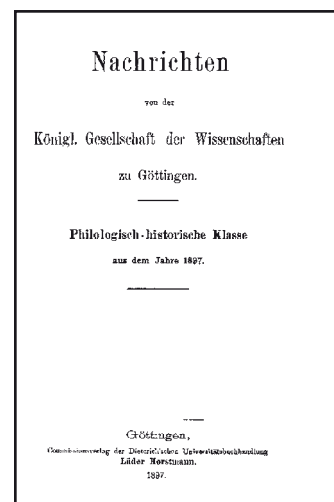 Nachrichten
von der
Königl. Gesellschaft der Wissenschaften
zu Göttingen.
Philologisch-historische Klasse
aus dem Jahre 1897.
Göttingen,
Commissionsverlag der Dieterich'schen Universitätsbuchhandlung
Lüder Horstmann.
1897.